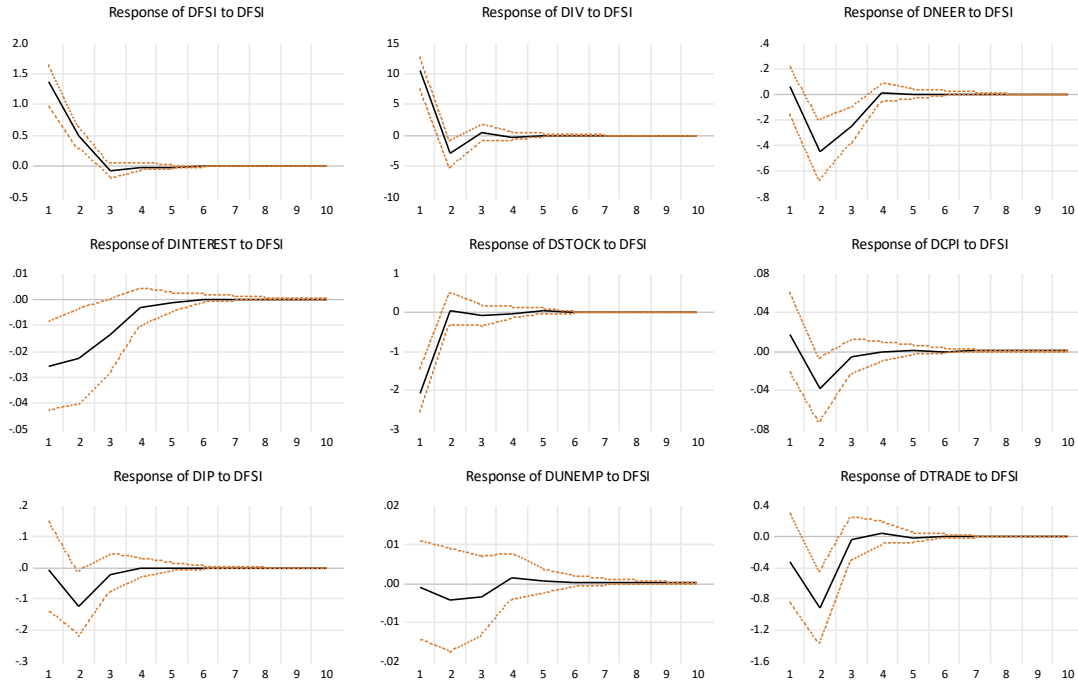 Response of DFSI to DFSI
2.0
1.5
1.0
0.5
0.0
-0.5
1 2 3 4 5 6 7 8 9 10
Response of DIV to DFSI
15
10
5
0
-5
-10
1 2 3 4 5 6 7 8 9 10
Response of DNEER to DFSI
.4
.2
.0
-.2
-.4
-.6
-.8
1 2 3 4 5 6 7 8 9 10
Response of DINTEREST to DFSI
.01
.00
-.01
-.02
-.03
-.04
-.05
1 2 3 4 5 6 7 8 9 10
Response of DSTOCK to DFSI
1
0
-1
-2
-3
1 2 3 4 5 6 7 8 9 10
Response of DCPI to DFSI
.08
.04
.00
-.04
-.08
1 2 3 4 5 6 7 8 9 10
Response of DIP to DFSI
.2
.1
.0
-.1
-.2
-.3
1 2 3 4 5 6 7 8 9 10
Response of DUNEMP to DFSI
.02
.01
.00
-.01
-.02
1 2 3 4 5 6 7 8 9 10
Response of DTRADE to DFSI
0.4
0.0
-0.4
-0.8
-1.2
-1.6
1 2 3 4 5 6 7 8 9 10